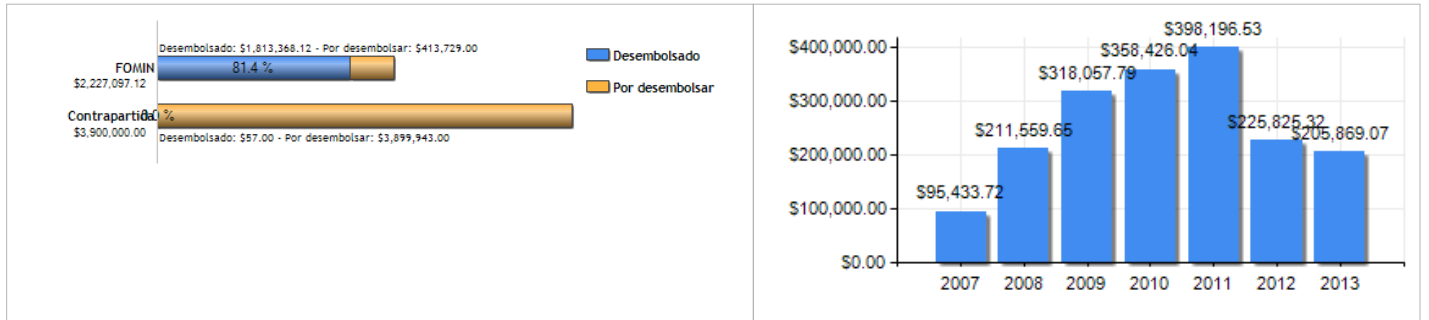 Desembolsado: $1,813,368.12 - Por desembolsar: $413,729.00
FOMIN
81.4 %
$2,227,097.12
Contrapartida
0.0 %
$3,900,000.00
Desembolsado: $57.00 - Por desembolsar: $3,899,943.00
Desembolsado
Por desembolsar
$400,000.00
$300,000.00
$200,000.00
$100,000.00
$0.00
$95,433.72
$211,559.65
$318,057.79
$358,426.04
$398,196.53
$225,825.32
$205,869.07
2007 2008 2009 2010 2011 2012 2013